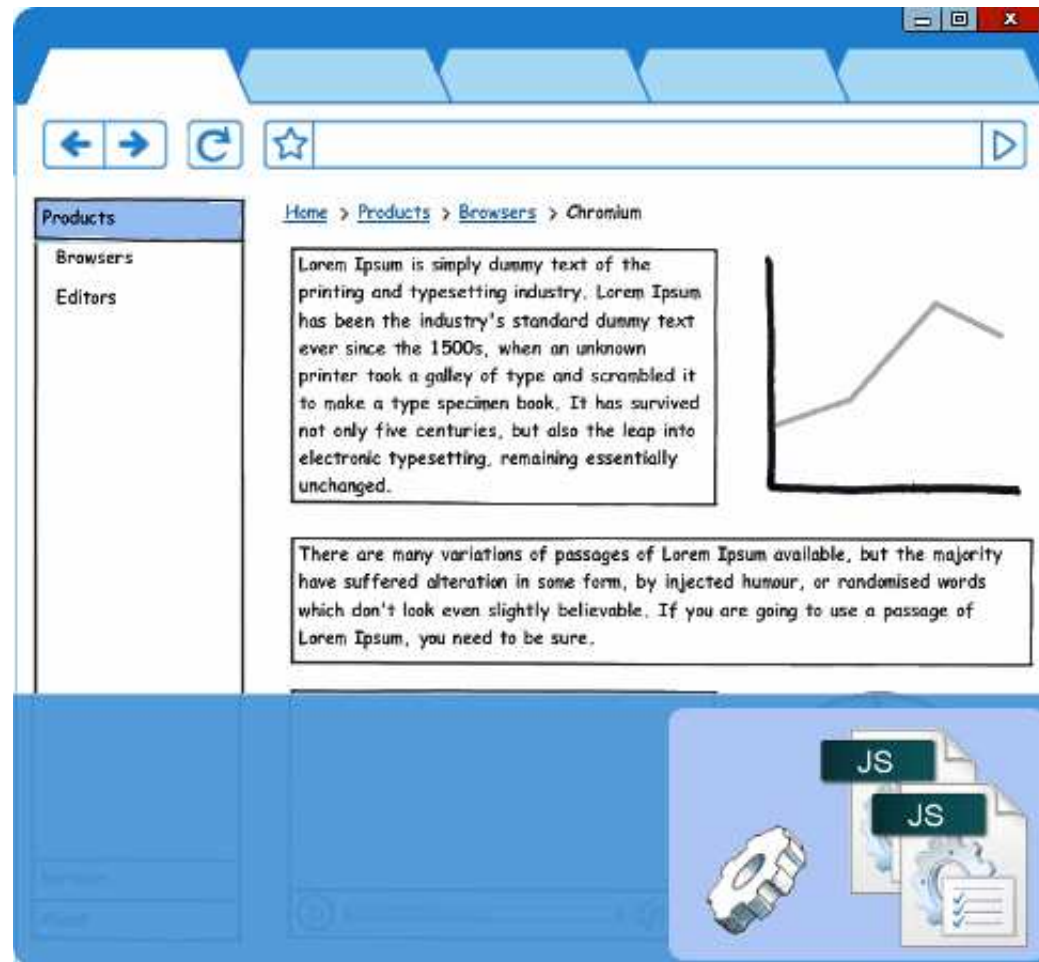 X
Products
Browsers
Editors
Home > Products > Browsers > Chromium
Lorem Ipsum is simply dummy text of the
printing and typesetting industry. Lorem Ipsum
has been the industry's standard dummy text
ever since the 1500s, when an unknown
printer took a galley of type and scrambled it
to make a type specimen book. It has survived
not only five centuries, but also the leap into
electronic typesetting, remaining essentially
unchanged.
There are many variations of passages of Lorem Ipsum available, but the majority
have suffered alteration in some form, by injected humour, or randomised words
which don't look even slightly believable. If you are going to use a passage of
Lorem Ipsum, you need to be sure.
JS
JS